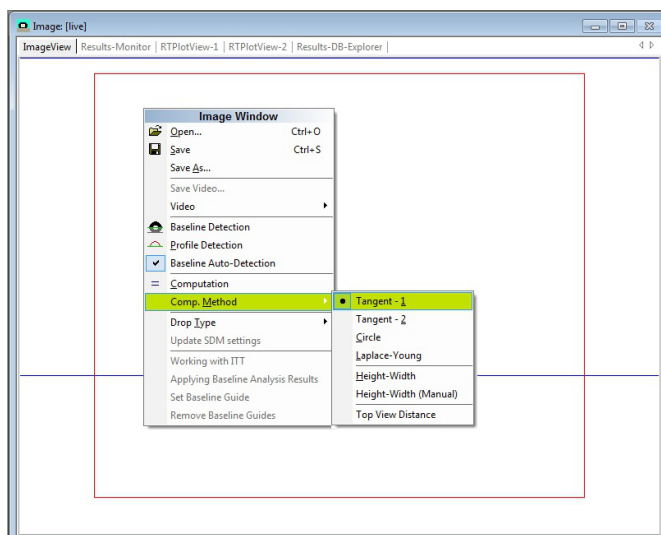 Image: [live]
ImageView | Results-Monitor | RTPlotView-1 | RTPlotView-2 | Results-DB-Explorer |
Image Window
Open... Ctrl+O
Save Ctrl+S
Save As...
Save Video...
Video
Baseline Detection
Profile Detection
Baseline Auto-Detection
Computation
Comp. Method
Drop Type
Update SDM settings
Working with ITT
Applying Baseline Analysis Results
Set Baseline Guide
Remove Baseline Guides
Tangent - 1
Tangent - 2
Circle
Laplace-Young
Height-Width
Height-Width (Manual)
Top View Distance